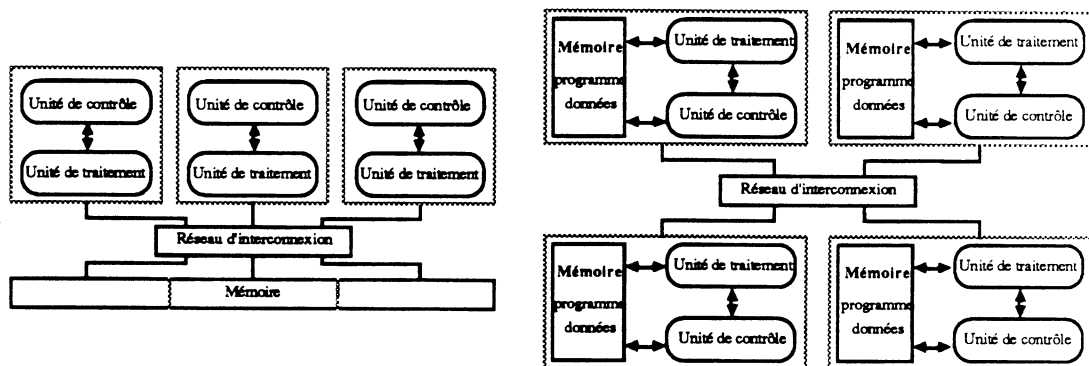 Unité de contrôle
Unité de contrôle
Unité de contrôle
Unité de traitement
Unité de traitement
Unité de traitement
Réseau d'interconnexion
Mémoire
Mémoire
programme
données
Unité de traitement
Unité de contrôle
Mémoire
programme
données
Unité de traitement
Unité de contrôle
Réseau d'interconnexion
Mémoire
programme
données
Unité de traitement
Unité de contrôle
Mémoire
programme
données
Unité de traitement
Unité de contrôle